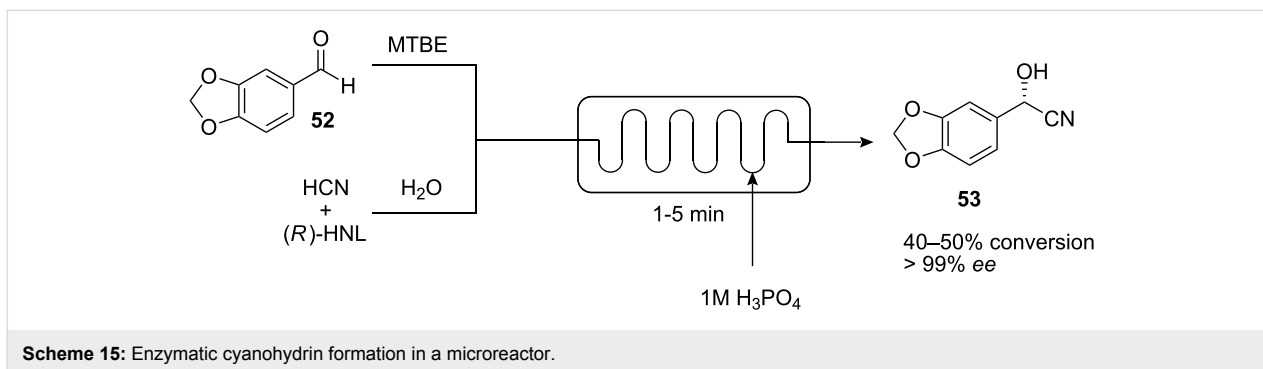 O
MTBE
OH
O
H
O
O
52
CN
O
HCN
H₂O
+
1-5 min
53
(R)-HNL
40–50% conversion
> 99% ee
1M H₃PO₄
Scheme 15: Enzymatic cyanohydrin formation in a microreactor.